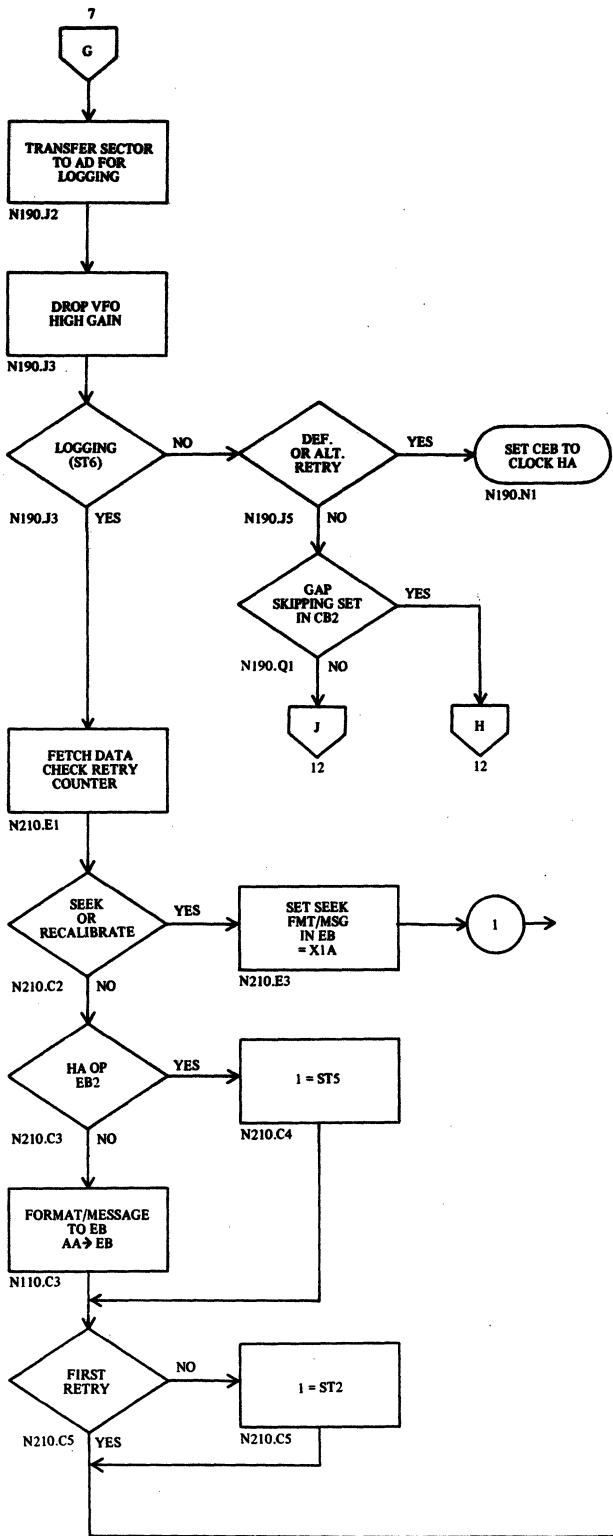 7
G
TRANSFER SECTOR
TO AD FOR
LOGGING
N190.J2
DROP VFO
HIGH GAIN
N190.J3
LOGGING
(ST6)
NO
DEF.
OR ALT.
RETRY
YES
SET CEB TO
CLOCK HA
N190.N1
N190.J3
YES
N190.J5
NO
GAP
SKIPPING SET
IN CB2
YES
N190.Q1
NO
J
H
12
12
FETCH DATA
CHECK RETRY
COUNTER
N210.E1
SEEK
OR
RECALIBRATE
YES
SET SEEK
FMT/MSG
IN EB
= X1A
1
N210.C2
NO
N210.E3
HA OP
EB2
YES
1 = ST5
N210.C3
NO
N210.C4
FORMAT/MESSAGE
TO EB
AA→ EB
N110.C3
FIRST
RETRY
NO
1 = ST2
N210.C5
YES
N210.C5